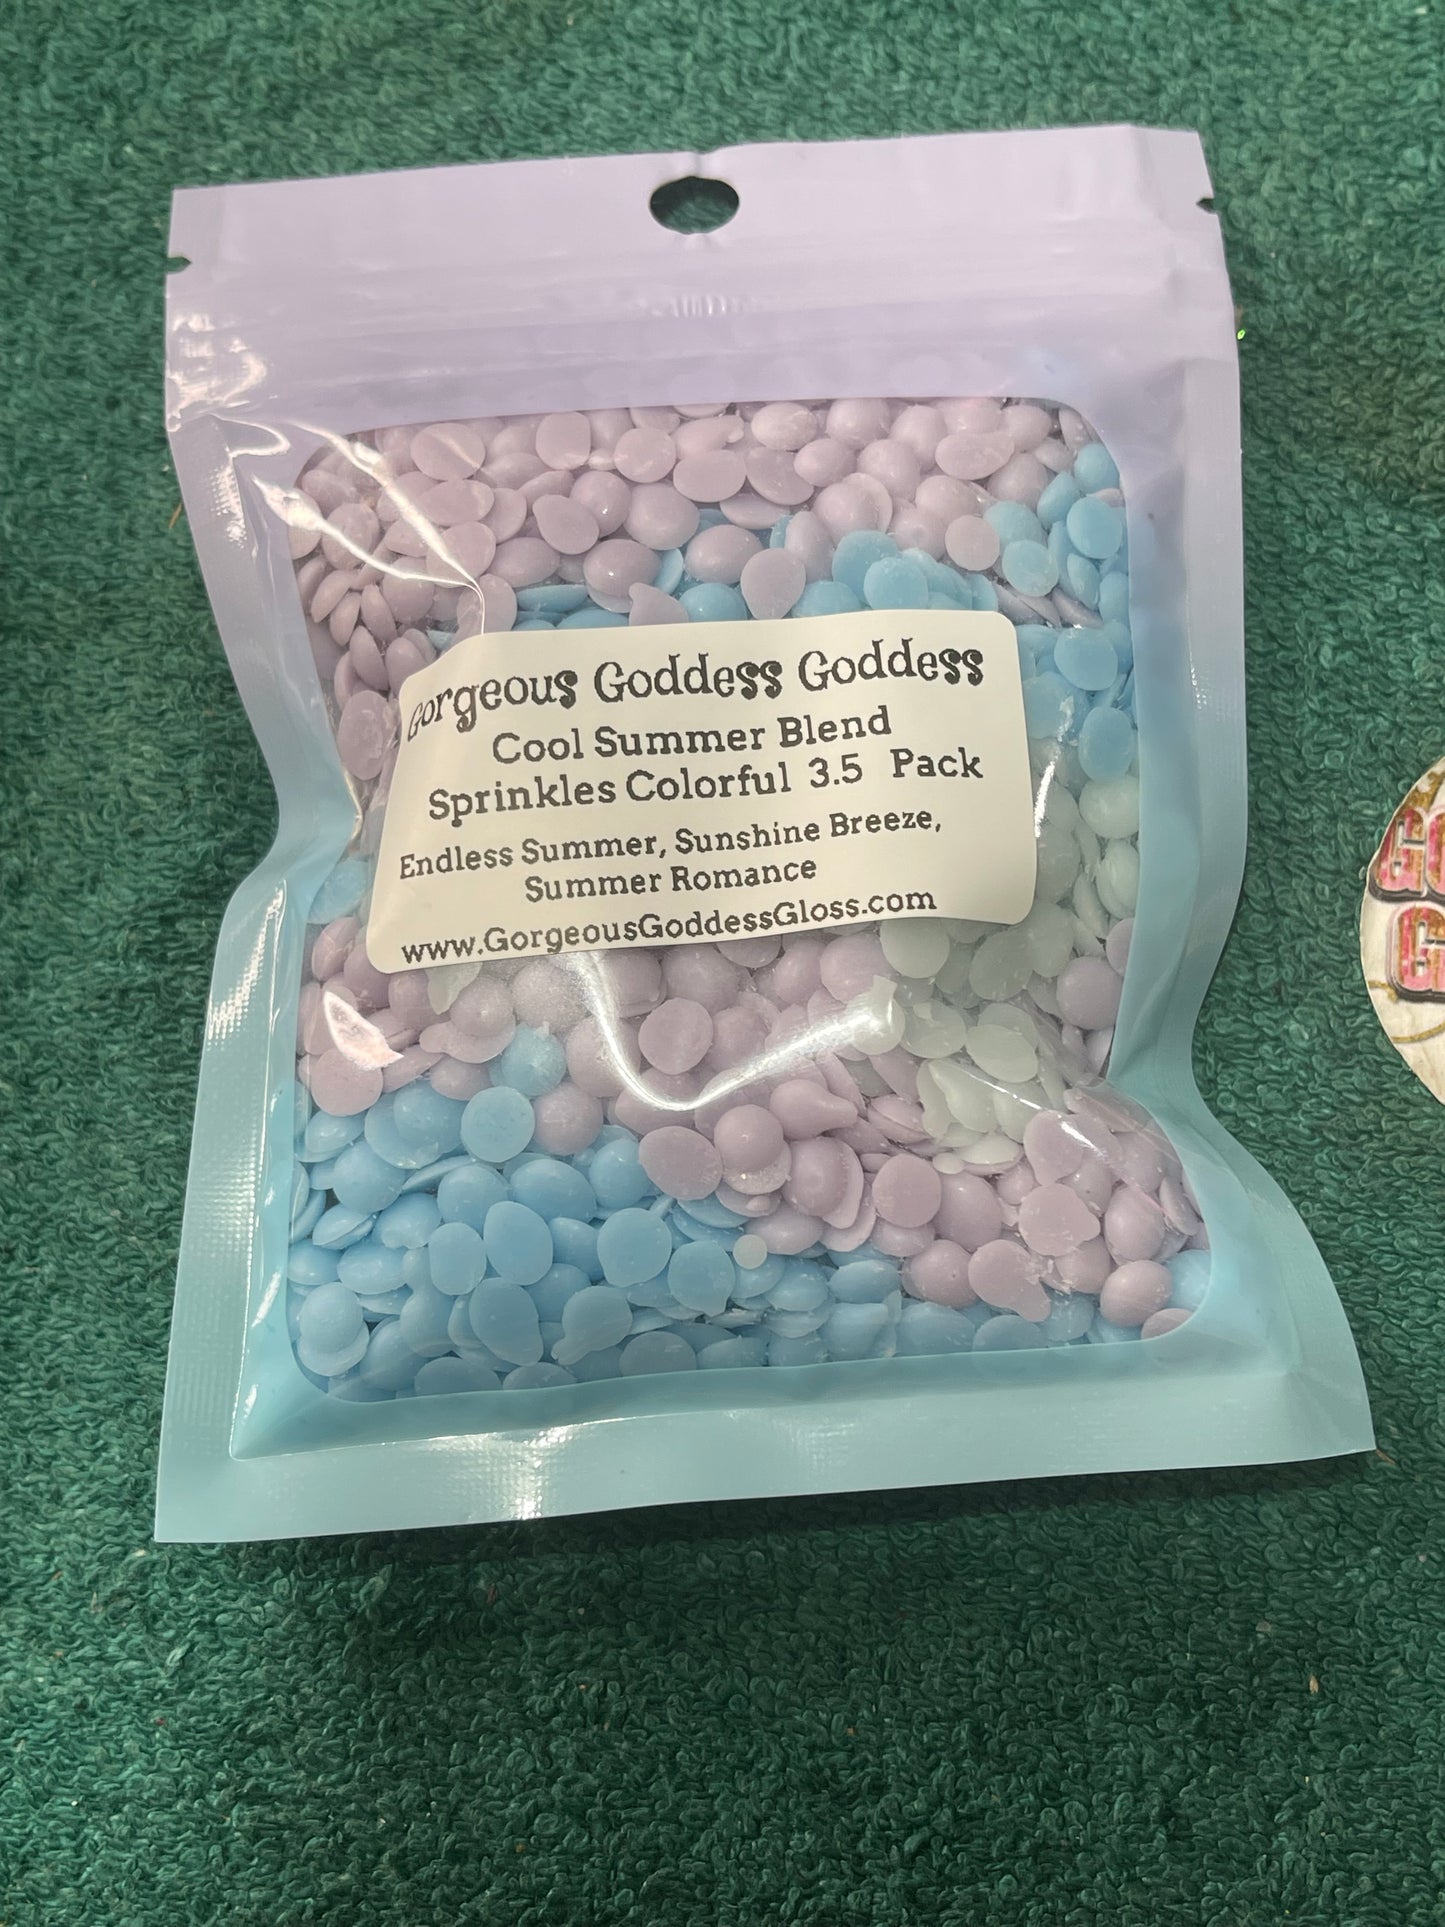 Gorgeous Goddess Goddess
Cool Summer Blend
Sprinkles Colorful 3.5 Pack
Endless Summer, Sunshine Breeze,
Summer Romance
www.GorgeousGoddessGloss.com